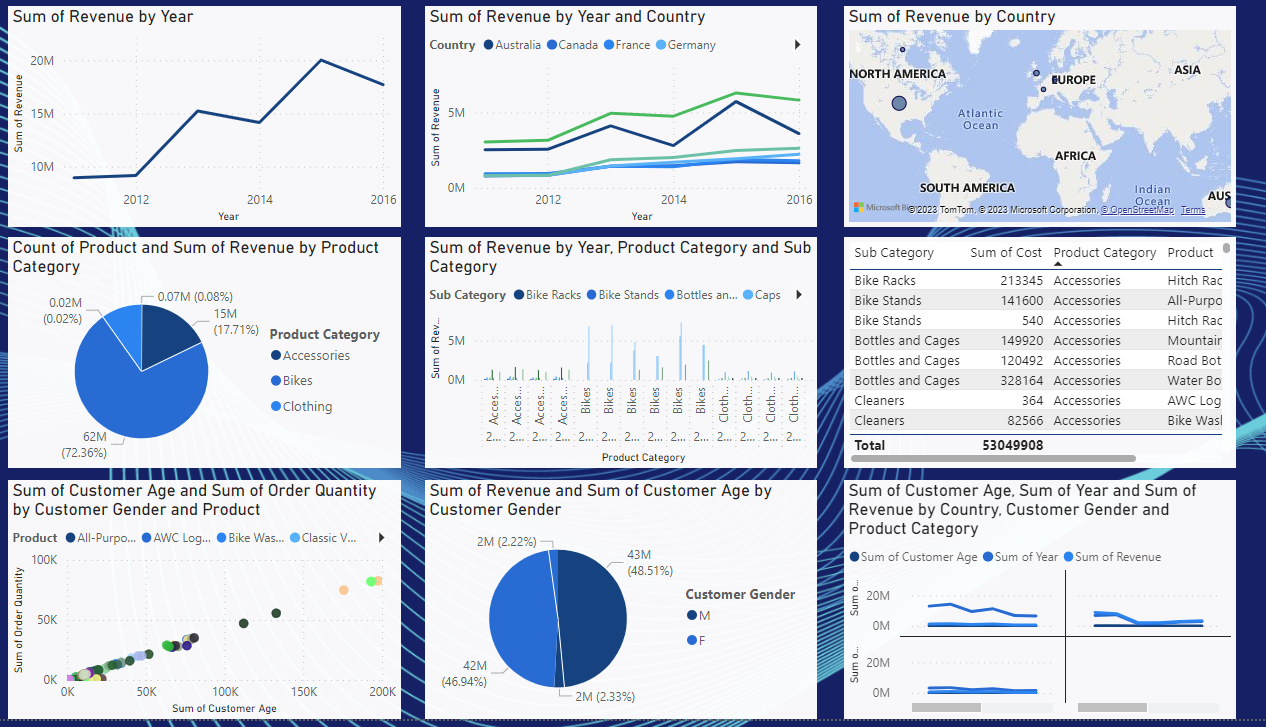 Sum of Revenue by Year
20M
15M
10M
Sum of Revenue
2012
2014
2016
Year
Sum of Revenue by Year and Country
Country Australia Canada France Germany
5M
0M
Sum of Revenue
2012
2014
2016
Year
Sum of Revenue by Country
NORTH AMERICA
EUROPE
ASIA
Atlantic
Ocean
AFRICA
SOUTH AMERICA
Indian
Ocean
AUS
© 2023 TomTom, © 2023 Microsoft Corporation, © OpenStreetMap Terms
Count of Product and Sum of Revenue by Product
Category
0.02M
(0.02%)
0.07M (0.08%)
15M
(17.71%)
62M
(72.36%)
Product Category
Accessories
Bikes
Clothing
Sum of Revenue by Year, Product Category and Sub
Category
Sub Category Bike Racks Bike Stands Bottles an... Caps
5M
0M
Sum of Rev...
Acces... Acces... Acces... Acces... Bikes Bikes Bikes Bikes Bikes Bikes Cloth... Cloth... Cloth... Cloth...
2... 2... 2... 2... 2... 2... 2... 2... 2... 2... 2... 2... 2... 2...
Product Category
Sub Category Sum of Cost Product Category Product
Bike Racks 213345 Accessories Hitch Rac
Bike Stands 141600 Accessories All-Purpo
Bike Stands 540 Accessories Hitch Rac
Bottles and Cages 149920 Accessories Mountain
Bottles and Cages 120492 Accessories Road Bot
Bottles and Cages 328164 Accessories Water Bo
Cleaners 364 Accessories AWC Log
Cleaners 82566 Accessories Bike Wasl
Total 53049908
Sum of Customer Age and Sum of Order Quantity
by Customer Gender and Product
Product All-Purpo... AWC Log... Bike Was... Classic V...
100K
50K
0K
Sum of Order Quantity
0K
50K
100K
150K
200K
Sum of Customer Age
Sum of Revenue and Sum of Customer Age by
Customer Gender
2M (2.22%)
43M
(48.51%)
42M
(46.94%)
2M (2.33%)
Customer Gender
M
F
Sum of Customer Age, Sum of Year and Sum of
Revenue by Country, Customer Gender and
Product Category
Sum of Customer Age Sum of Year Sum of Revenue
Sum o...
20M
0M
Sum o...
20M
0M